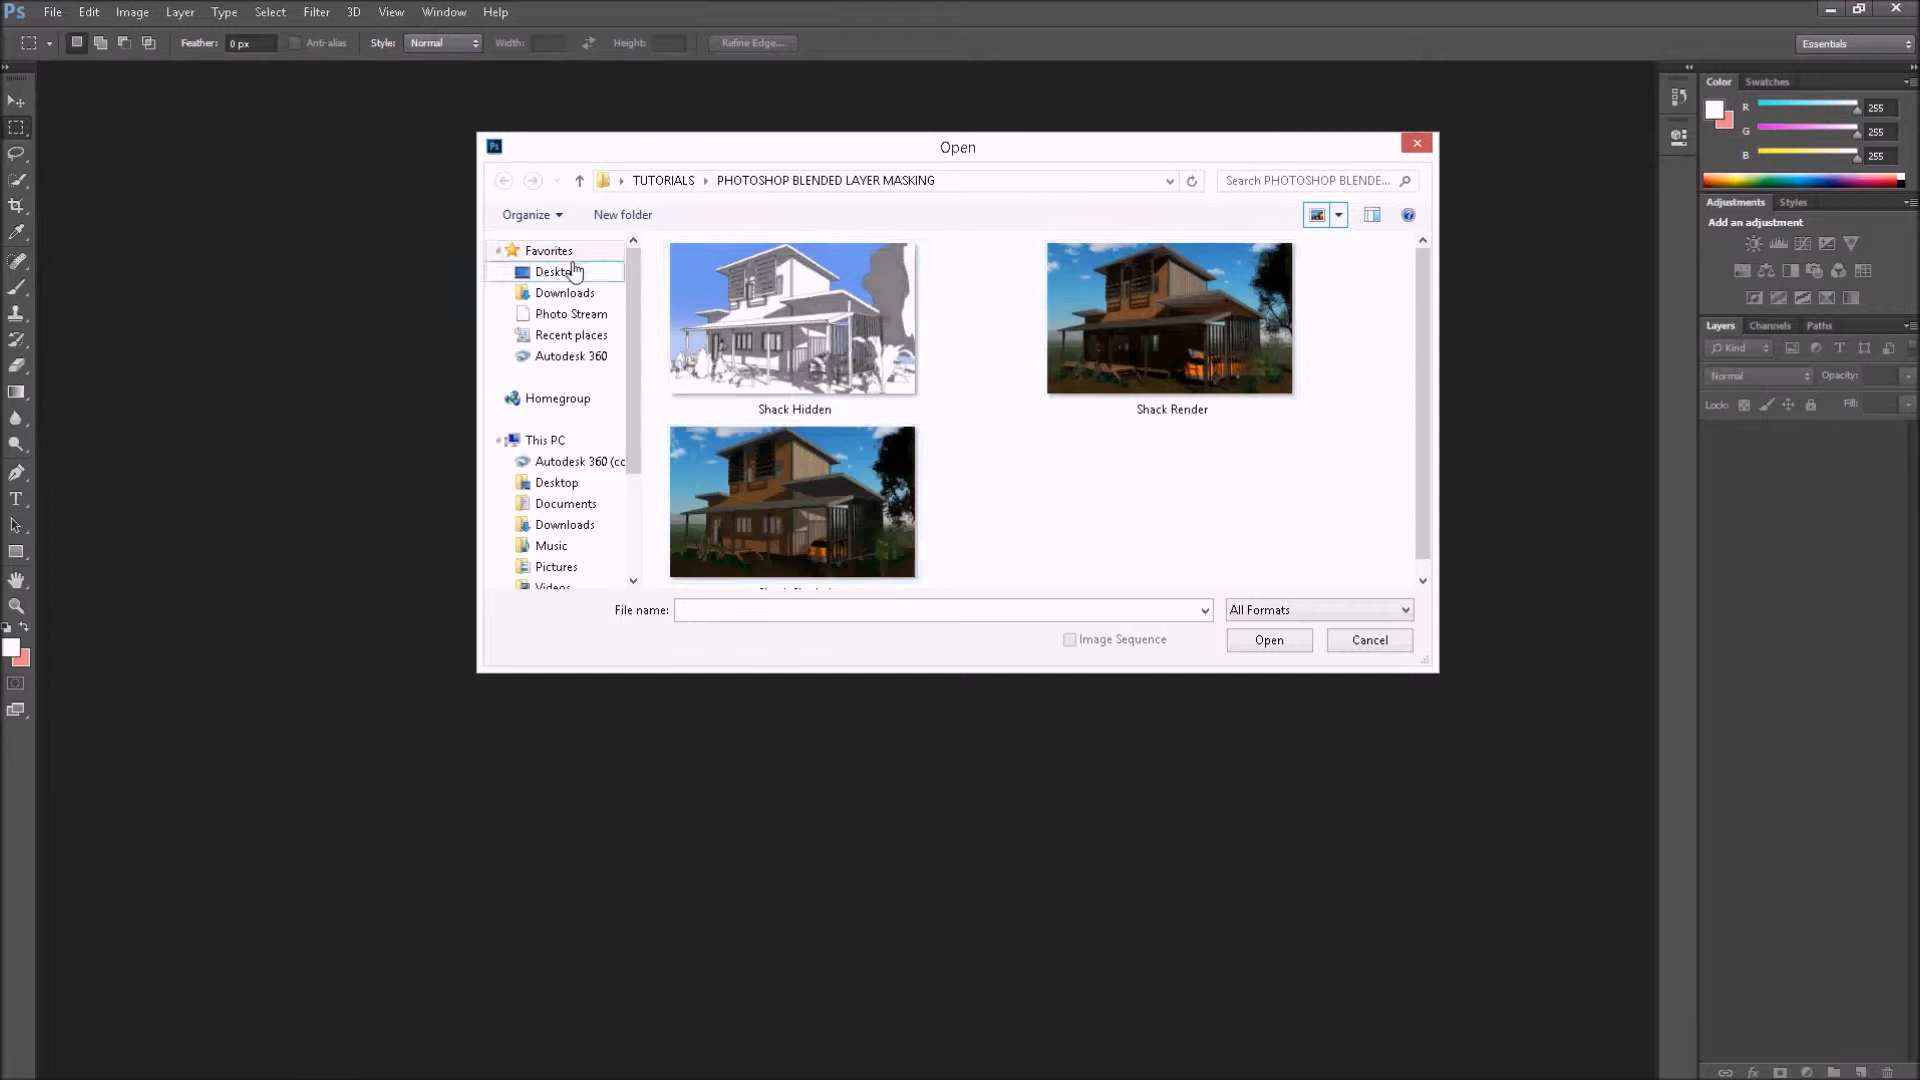 Ps File Edit Image Layer Type Select Filter 3D View Window Help
Feather: 0 px Anti-alias Style: Normal Width: Height: Refine Edge... Essentials
Open
TUTORIALS PHOTOSHOP BLENDED LAYER MASKING Search PHOTOSHOP BLENDE...
Organize New folder
Favorites
Desktop
Downloads
Photo Stream
Recent places
Autodesk 360
Homegroup
This PC
Autodesk 360 (cc
Desktop
Documents
Downloads
Music
Pictures
Videos
Shack Hidden
Shack Render
File name: All Formats
Image Sequence Open Cancel
Color Swatches
R 255
G 255
B 255
Adjustments Styles
Add an adjustment
Layers Channels Paths
Kind
Normal Opacity:
Lock: Fill: